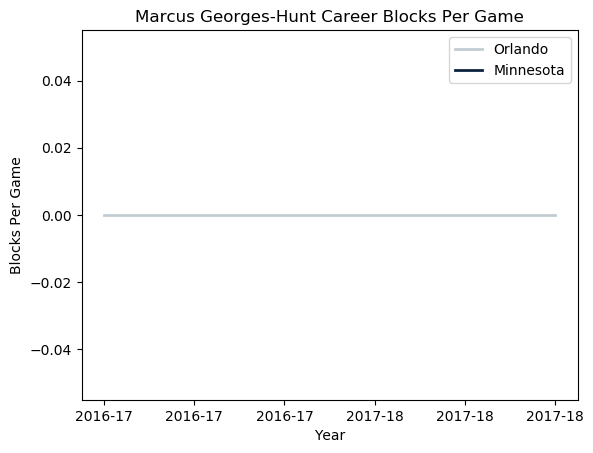 Marcus Georges-Hunt Career Blocks Per Game
Orlando
Minnesota
0.04
0.02
0.00
−0.02
−0.04
Blocks Per Game
2016-17 2016-17 2016-17 2017-18 2017-18 2017-18
Year